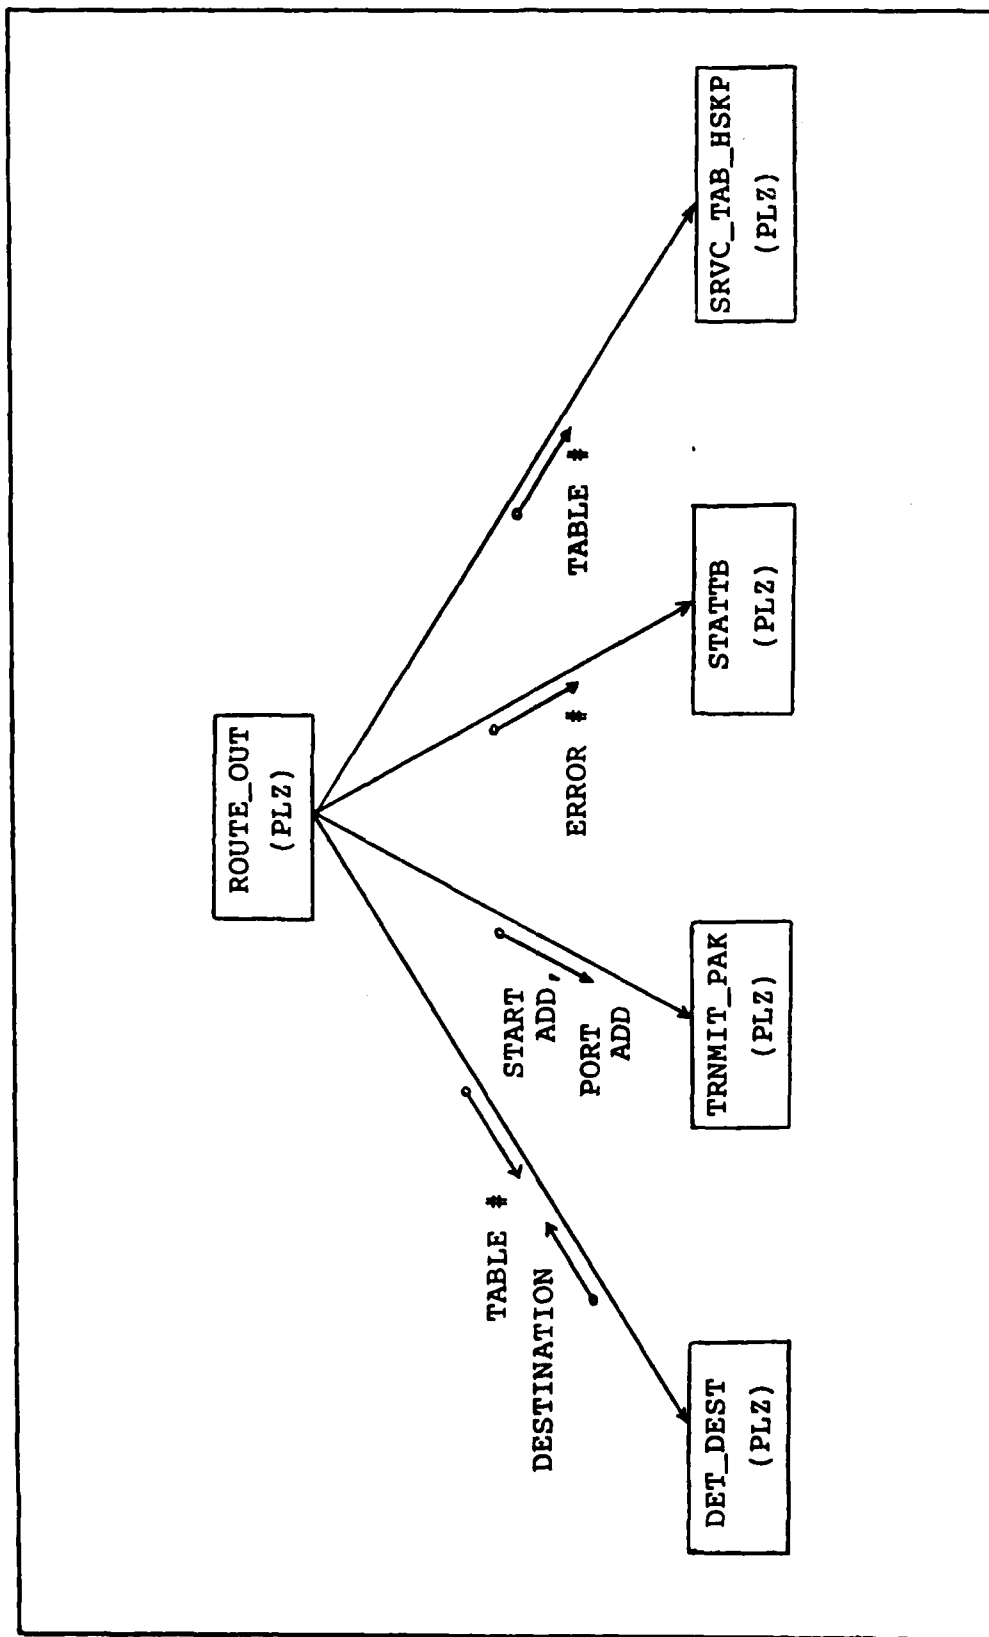 ROUTE_OUT
(PLZ)
TABLE #
DESTINATION
START
ADD,
PORT
ADD
ERROR #
TABLE #
DET_DEST
(PLZ)
TRNMIT_PAK
(PLZ)
STATTB
(PLZ)
SRVC_TAB_HSKP
(PLZ)